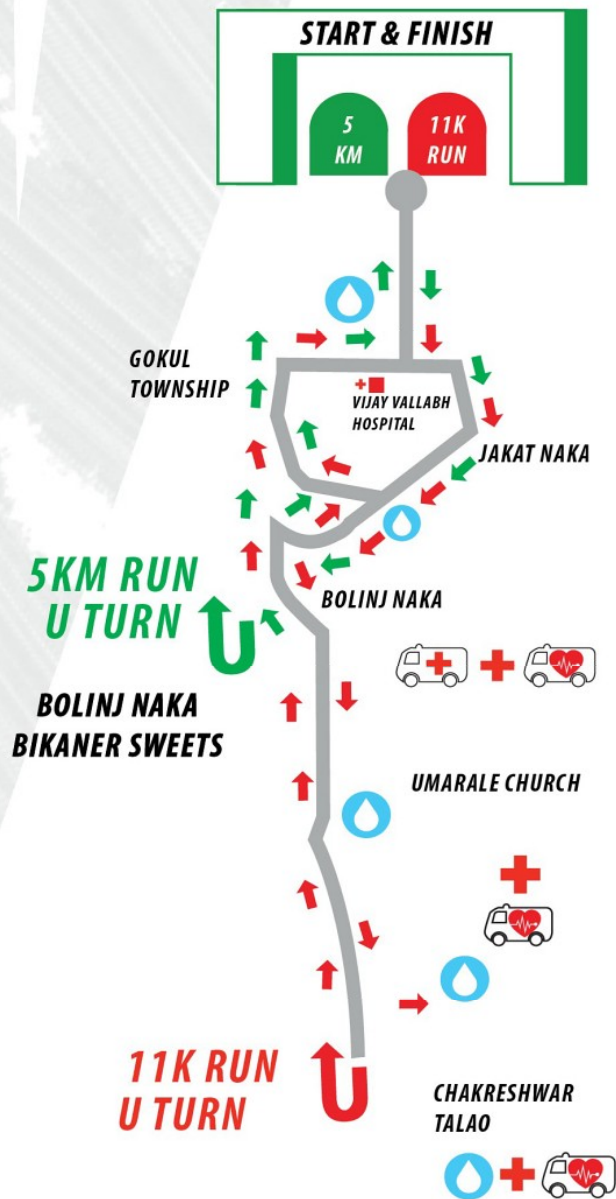 START & FINISH
5
KM
11K
RUN
GOKUL
TOWNSHIP
VIJAY VALLABH
HOSPITAL
JAKAT NAKA
5KM RUN
U TURN
BOLINJ NAKA
BOLINJ NAKA
BIKANER SWEETS
UMARALE CHURCH
11K RUN
U TURN
CHAKRESHWAR
TALAO